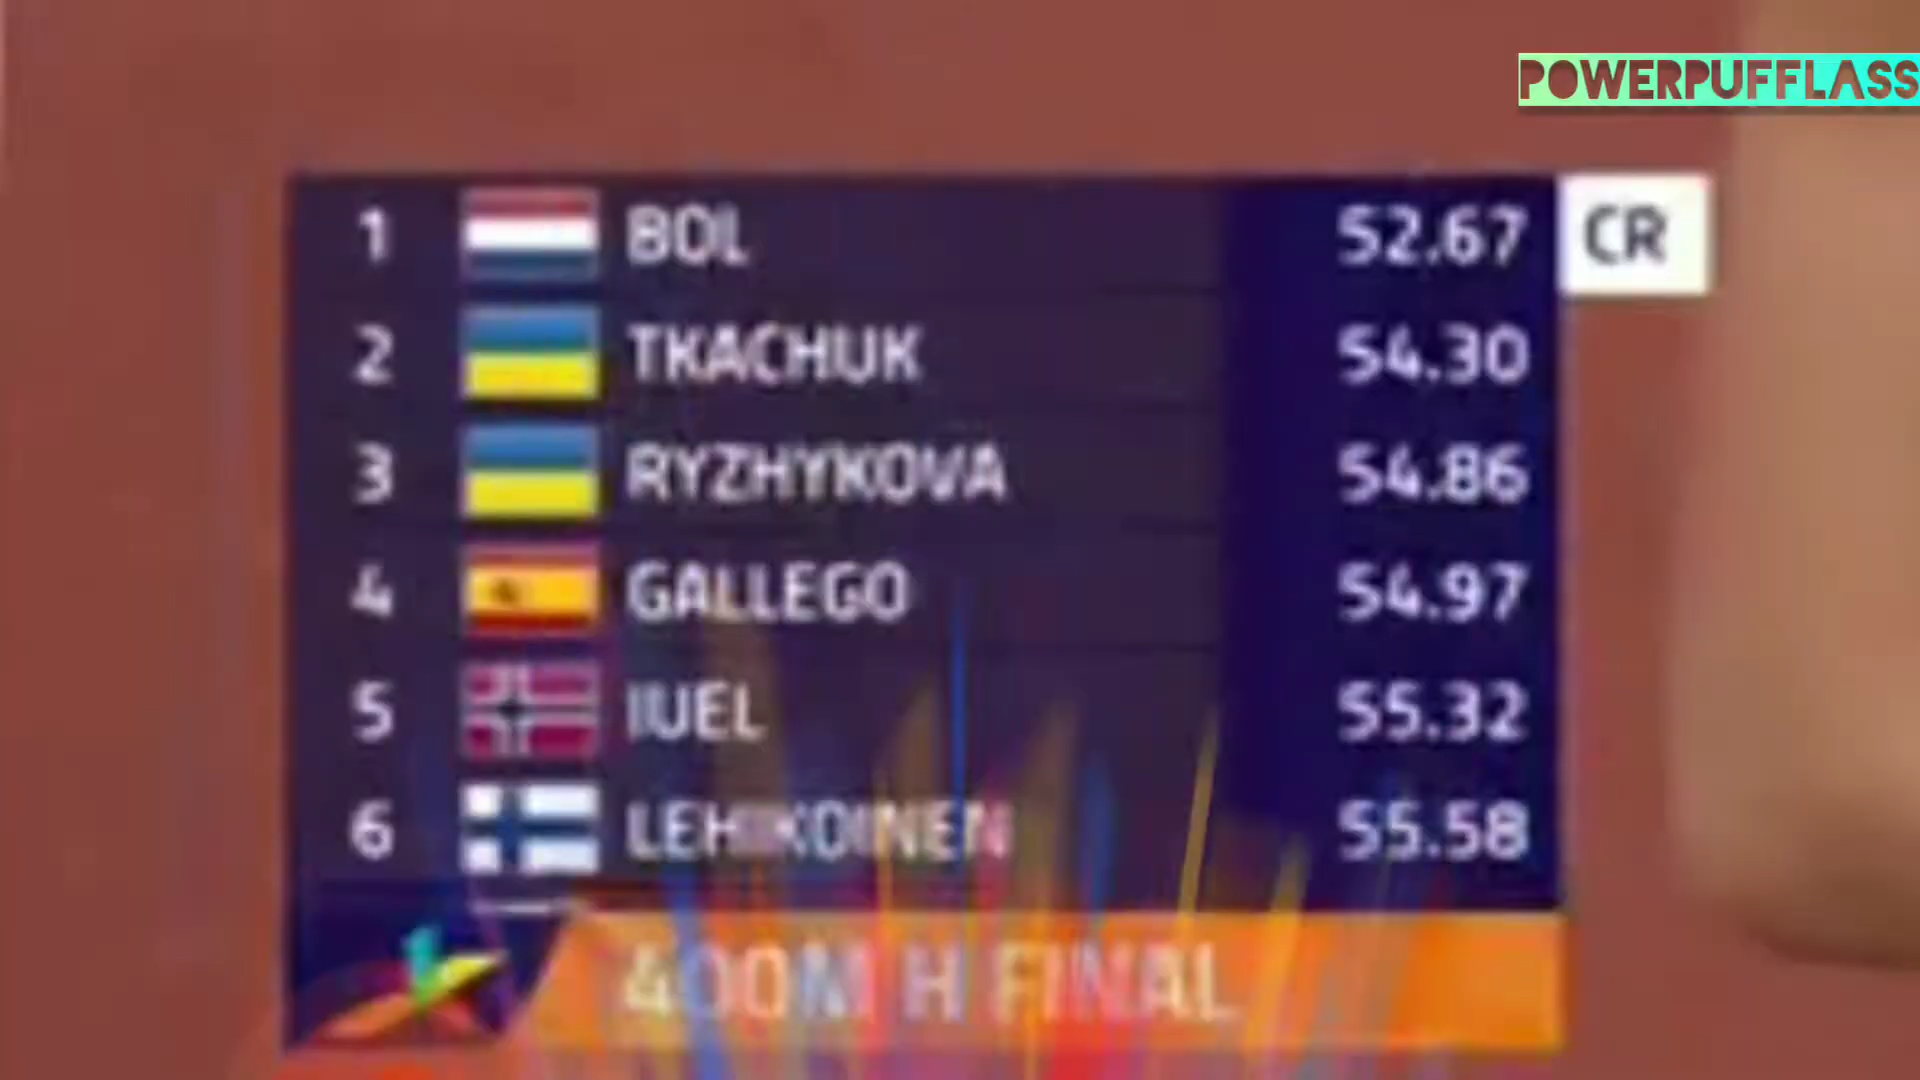 POWERPUFFLASS
1 BOL 52.67 CR
2 TKACHUK 54.30
3 RYZHYKOVA 54.86
4 GALLEGO 54.97
5 IUEL 55.32
6 LEHIKOINEN 55.58
400M H FINAL